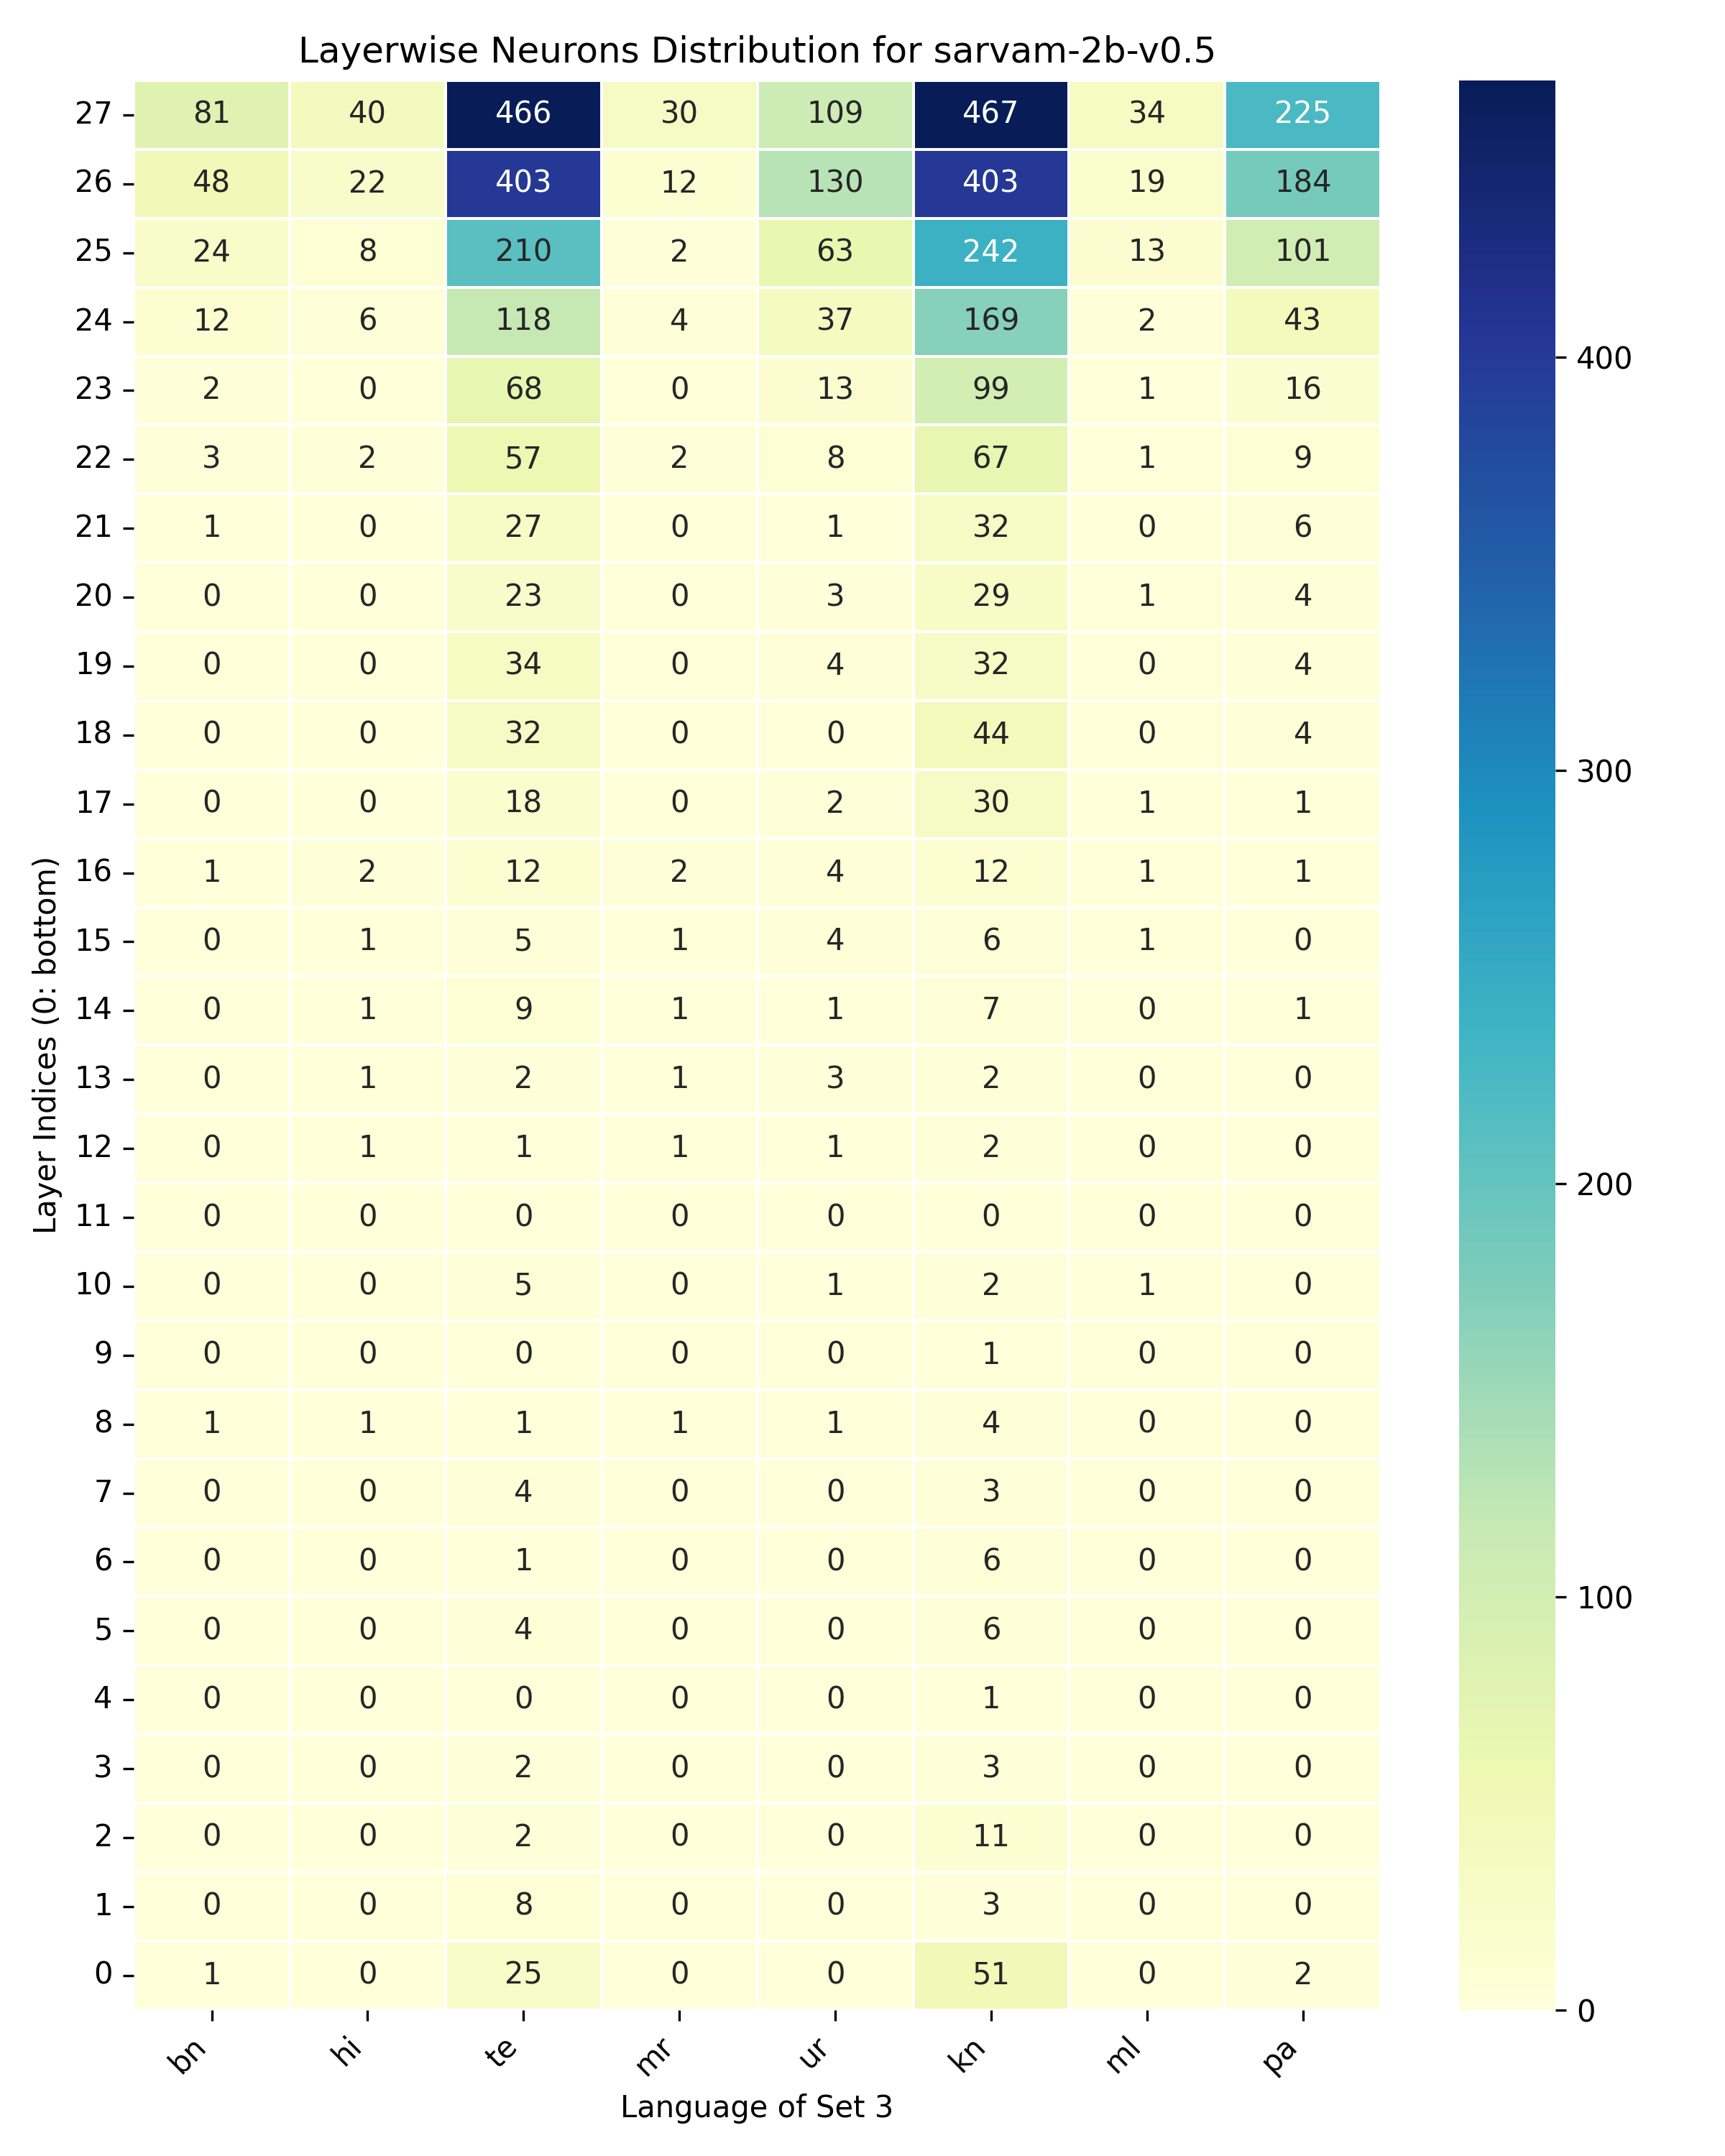 Layerwise Neurons Distribution for sarvam-2b-v0.5
27 81 40 466 30 109 467 34 225
26 48 22 403 12 130 403 19 184
25 24 8 210 2 63 242 13 101
24 12 6 118 4 37 169 2 43
23 2 0 68 0 13 99 1 16
22 3 2 57 2 8 67 1 9
21 1 0 27 0 1 32 0 6
20 0 0 23 0 3 29 1 4
19 0 0 34 0 4 32 0 4
18 0 0 32 0 0 44 0 4
17 0 0 18 0 2 30 1 1
16 1 2 12 2 4 12 1 1
15 0 1 5 1 4 6 1 0
14 0 1 9 1 1 7 0 1
13 0 1 2 1 3 2 0 0
12 0 1 1 1 1 2 0 0
11 0 0 0 0 0 0 0 0
10 0 0 5 0 1 2 1 0
9 0 0 0 0 0 1 0 0
8 1 1 1 1 1 4 0 0
7 0 0 4 0 0 3 0 0
6 0 0 1 0 0 6 0 0
5 0 0 4 0 0 6 0 0
4 0 0 0 0 0 1 0 0
3 0 0 2 0 0 3 0 0
2 0 0 2 0 0 11 0 0
1 0 0 8 0 0 3 0 0
0 1 0 25 0 0 51 0 2
bn hi te mr ur kn ml pa
Language of Set 3
Layer Indices (0: bottom)
400
300
200
100
0